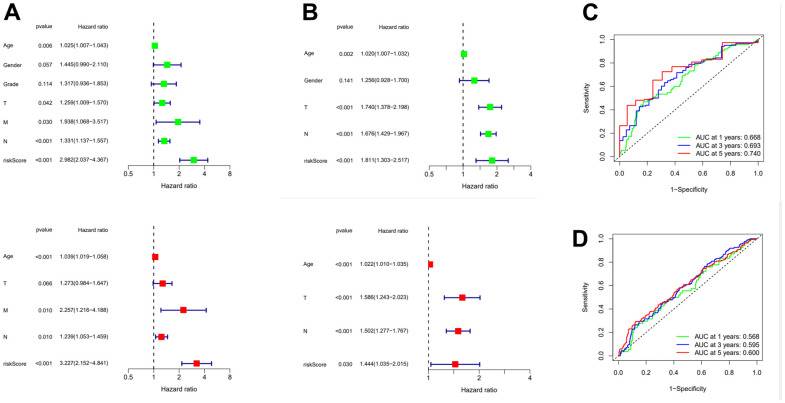 A
pvalue Hazard ratio
Age 0.006 1.025(1.007−1.043)
Gender 0.057 1.445(0.990−2.110)
Grade 0.114 1.317(0.936−1.853)
T 0.042 1.259(1.009−1.570)
M 0.030 1.938(1.068−3.517)
N <0.001 1.331(1.137−1.557)
riskScore <0.001 2.982(2.037−4.367)
0.5 1 2 4 8
Hazard ratio
pvalue Hazard ratio
Age <0.001 1.039(1.019−1.058)
T 0.066 1.273(0.984−1.647)
M 0.010 2.257(1.216−4.188)
N 0.010 1.239(1.053−1.459)
riskScore <0.001 3.227(2.152−4.841)
0.5 1 2 4 8
Hazard ratio
B
pvalue Hazard ratio
Age 0.002 1.020(1.007−1.032)
Gender 0.141 1.256(0.928−1.700)
T <0.001 1.740(1.378−2.198)
N <0.001 1.676(1.429−1.967)
riskScore <0.001 1.811(1.303−2.517)
0.5 1 2 4 8
Hazard ratio
pvalue Hazard ratio
Age <0.001 1.022(1.010−1.035)
T <0.001 1.586(1.243−2.023)
N <0.001 1.502(1.277−1.767)
riskScore 0.030 1.444(1.035−2.015)
1 2 4
Hazard ratio
C
Sensitivity
1.0
0.8
0.6
0.4
0.2
0.0
AUC at 1 years: 0.668
AUC at 3 years: 0.693
AUC at 5 years: 0.740
0.0 0.2 0.4 0.6 0.8 1.0
1−Specificity
D
Sensitivity
1.0
0.8
0.6
0.4
0.2
0.0
AUC at 1 years: 0.568
AUC at 3 years: 0.595
AUC at 5 years: 0.600
0.0 0.2 0.4 0.6 0.8 1.0
1−Specificity